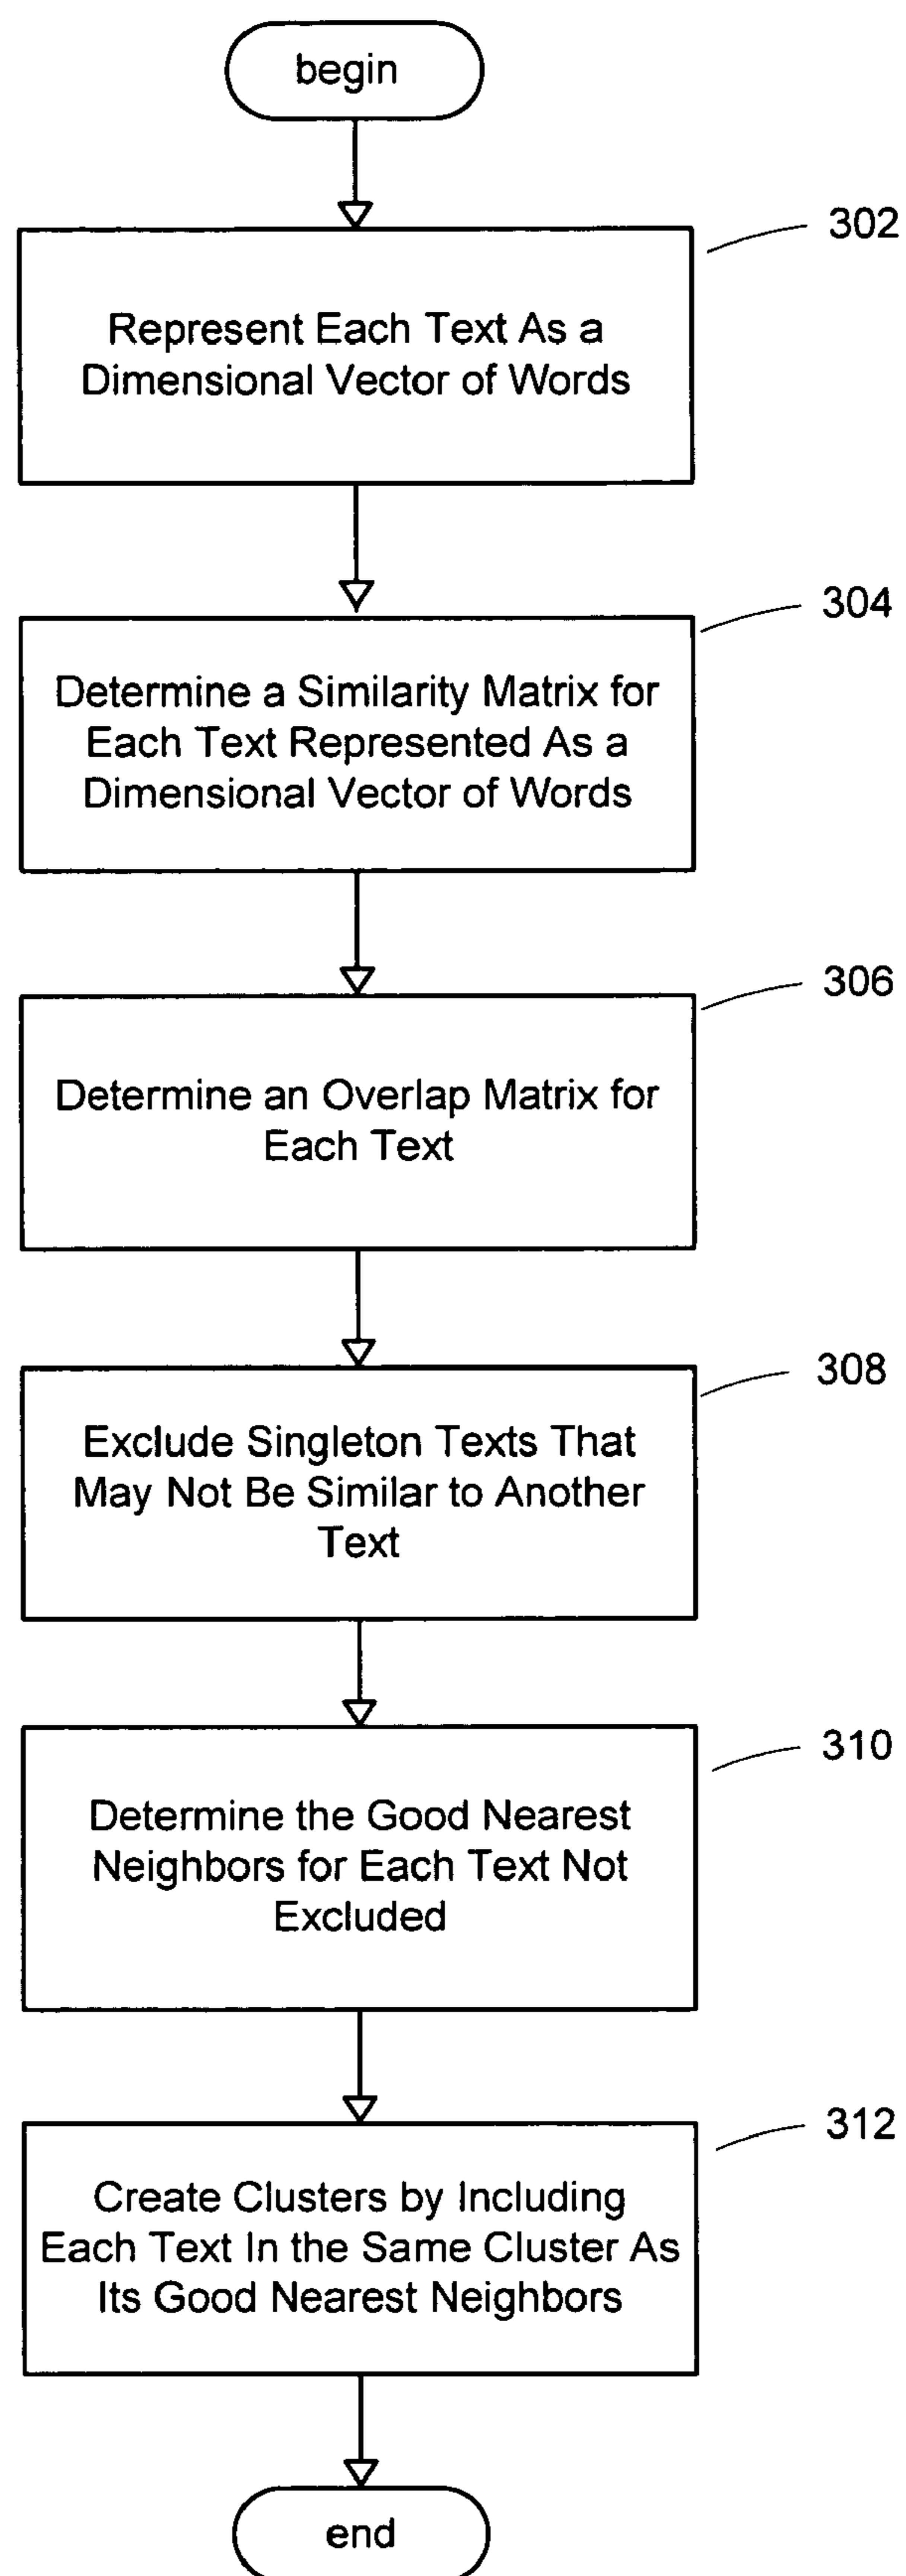 begin
302
Represent Each Text As a
Dimensional Vector of Words
304
Determine a Similarity Matrix for
Each Text Represented As a
Dimensional Vector of Words
306
Determine an Overlap Matrix for
Each Text
308
Exclude Singleton Texts That
May Not Be Similar to Another
Text
310
Determine the Good Nearest
Neighbors for Each Text Not
Excluded
312
Create Clusters by Including
Each Text In the Same Cluster As
Its Good Nearest Neighbors
end